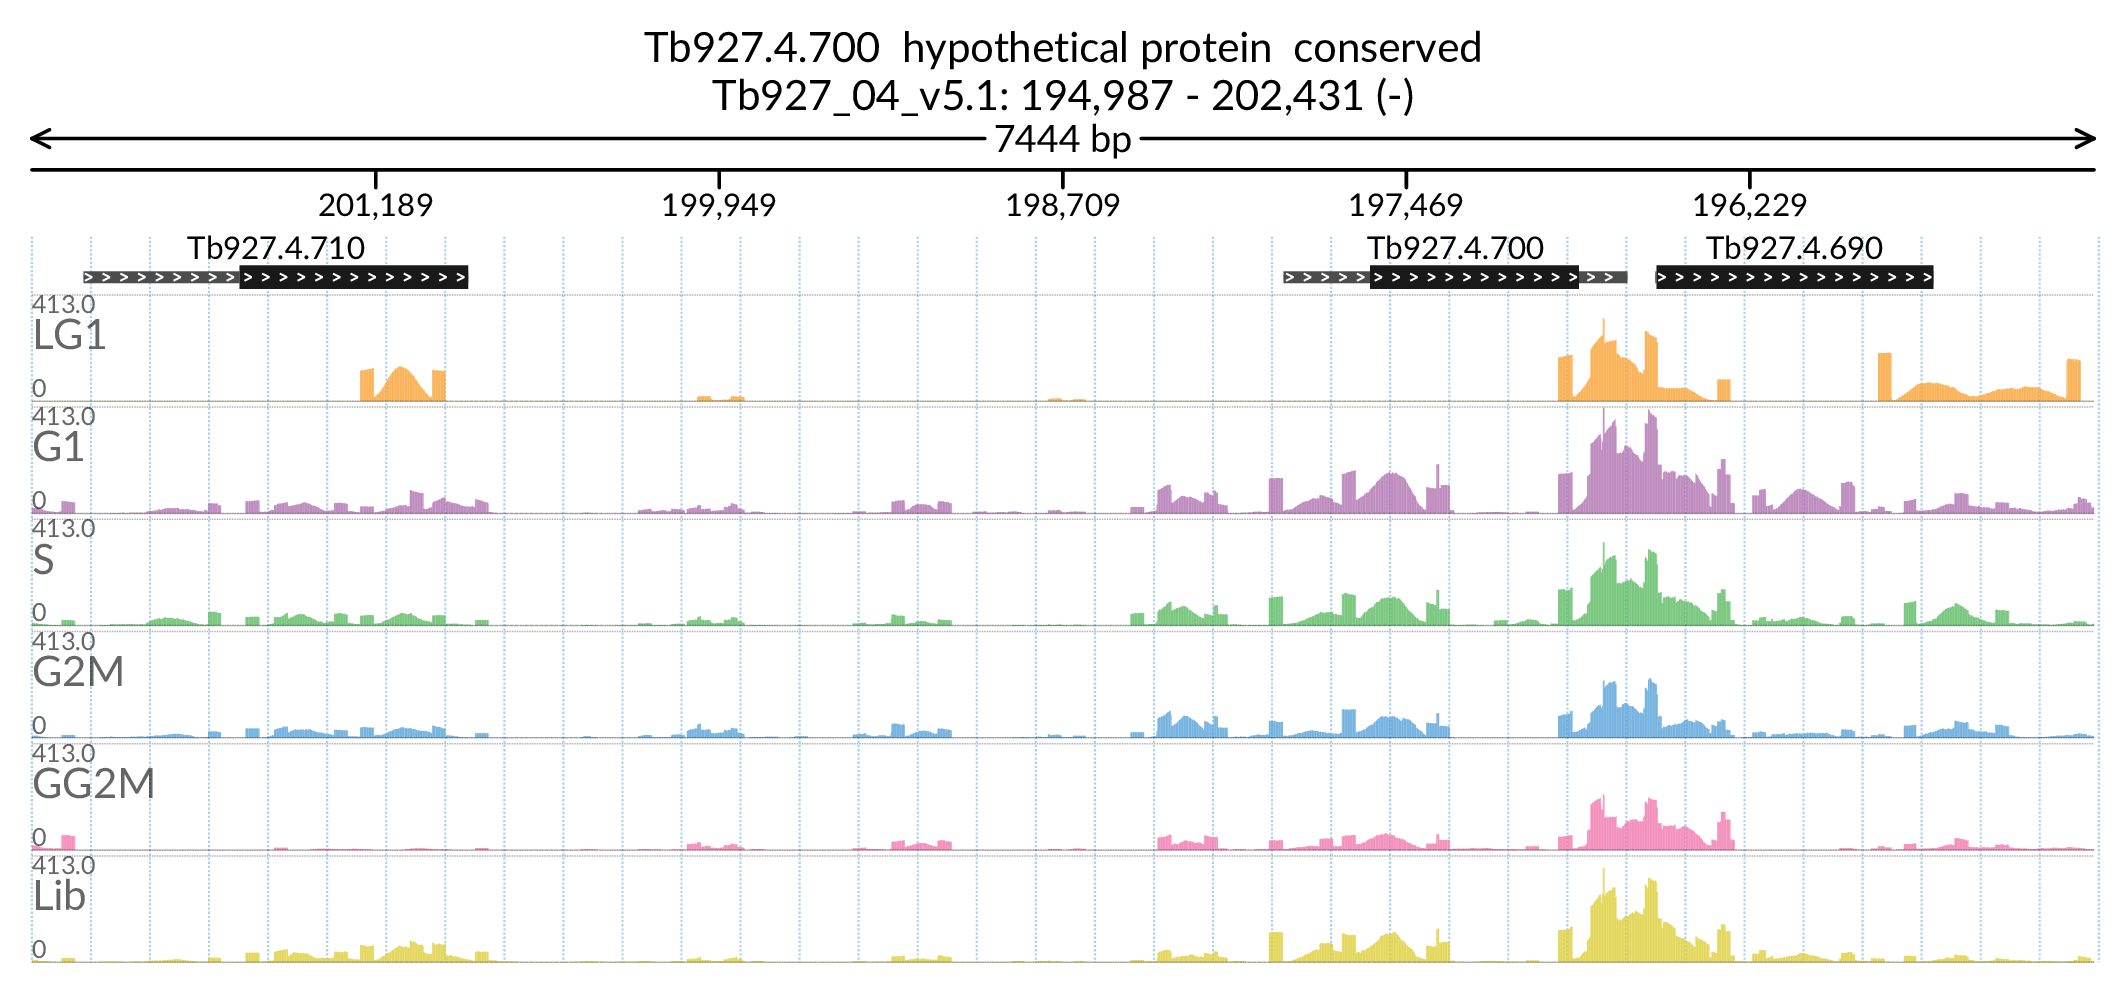 Tb927.4.700  hypothetical protein  conserved
Tb927_04_v5.1: 194,987 - 202,431 (-)
7444 bp
201,189 199,949 198,709 197,469 196,229
Tb927.4.710 Tb927.4.700 Tb927.4.690
413.0
LG1
0
413.0
G1
0
413.0
S
0
413.0
G2M
0
413.0
GG2M
0
413.0
Lib
0